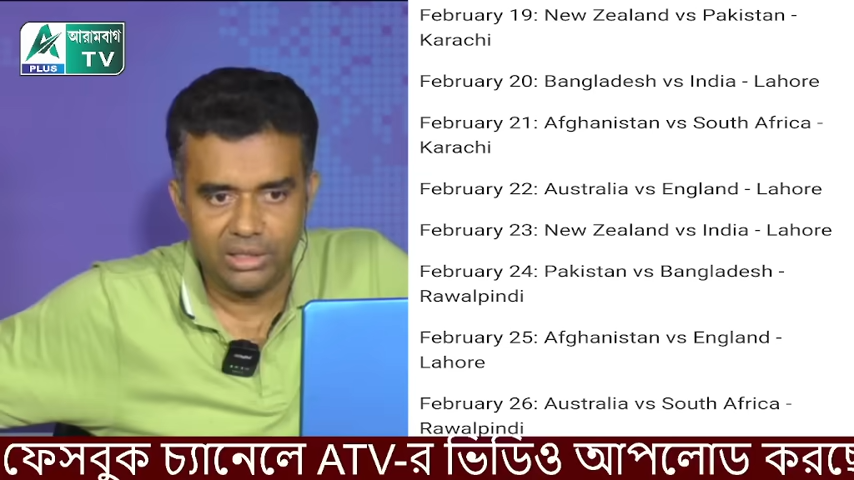 আরামবাগ
TV
PLUS
February 19: New Zealand vs Pakistan -
Karachi
February 20: Bangladesh vs India - Lahore
February 21: Afghanistan vs South Africa -
Karachi
February 22: Australia vs England - Lahore
February 23: New Zealand vs India - Lahore
February 24: Pakistan vs Bangladesh -
Rawalpindi
February 25: Afghanistan vs England -
Lahore
February 26: Australia vs South Africa -
Rawalpindi
ফেসবুক চ্যানেলে ATV-র ভিডিও আপলোড করছে